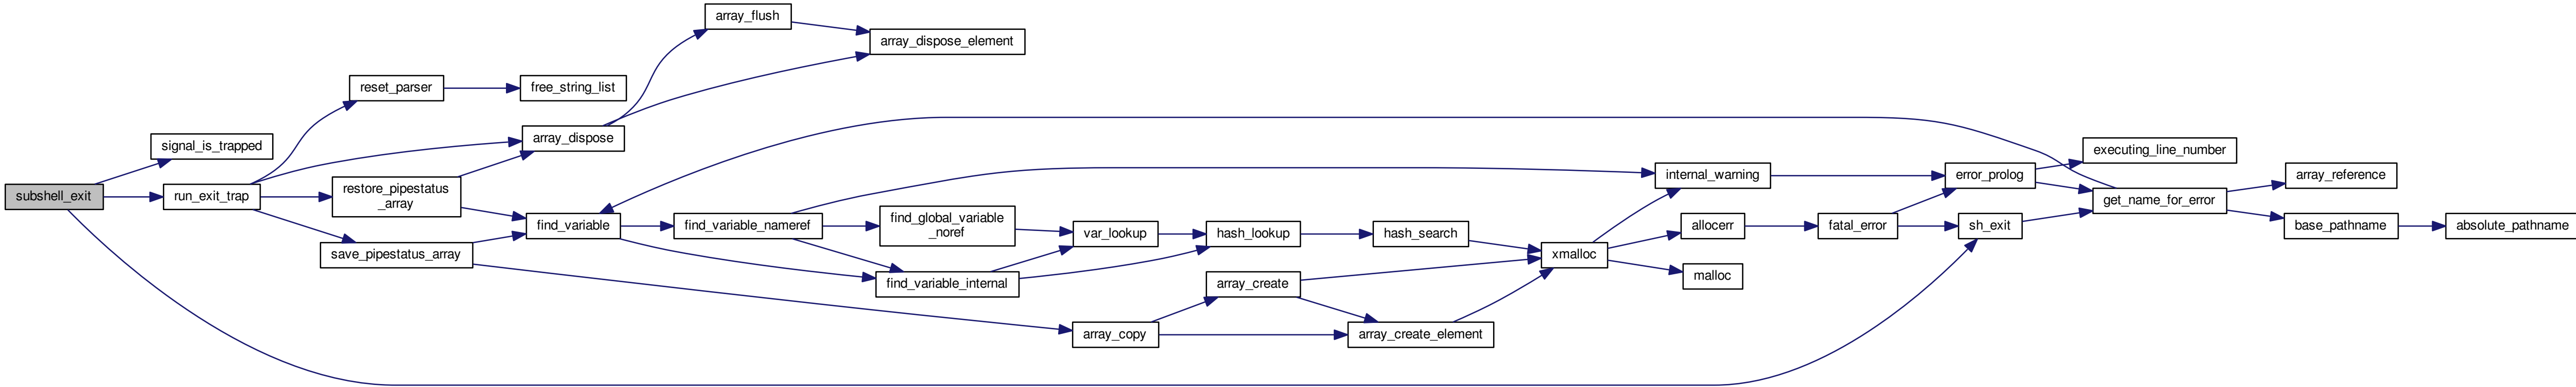 array_flush
array_dispose_element
reset_parser
free_string_list
signal_is_trapped
array_dispose
executing_line_number
subshell_exit
run_exit_trap
restore_pipestatus
_array
internal_warning
error_prolog
array_reference
get_name_for_error
find_variable
find_variable_nameref
find_global_variable
_noref
var_lookup
hash_lookup
hash_search
allocerr
fatal_error
sh_exit
base_pathname
absolute_pathname
save_pipestatus_array
xmalloc
find_variable_internal
array_create
malloc
array_copy
array_create_element